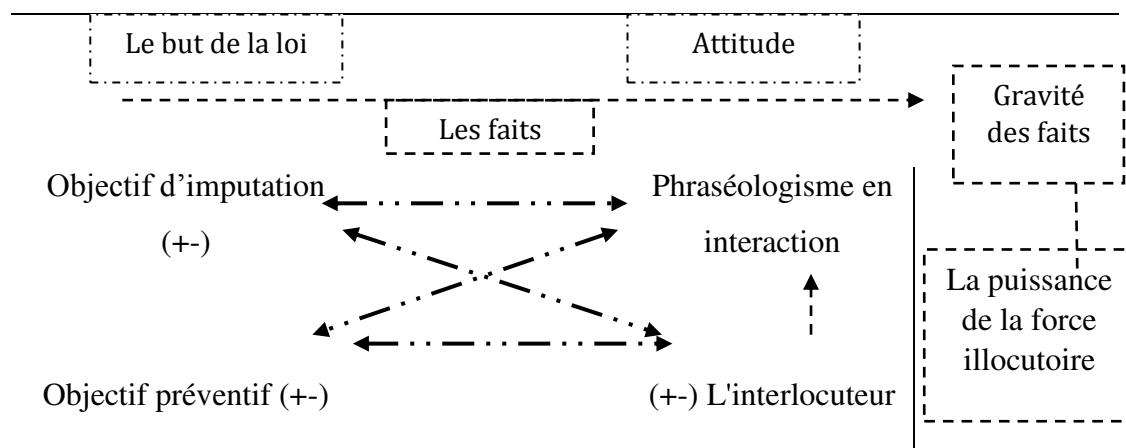 Le but de la loi
Attitude
Les faits
Gravité
des faits
Objectif d’imputation
(+-)
Phraséologisme en
interaction
La puissance
de la force
illocutoire
Objectif préventif (+-)
(+-) L'interlocuteur